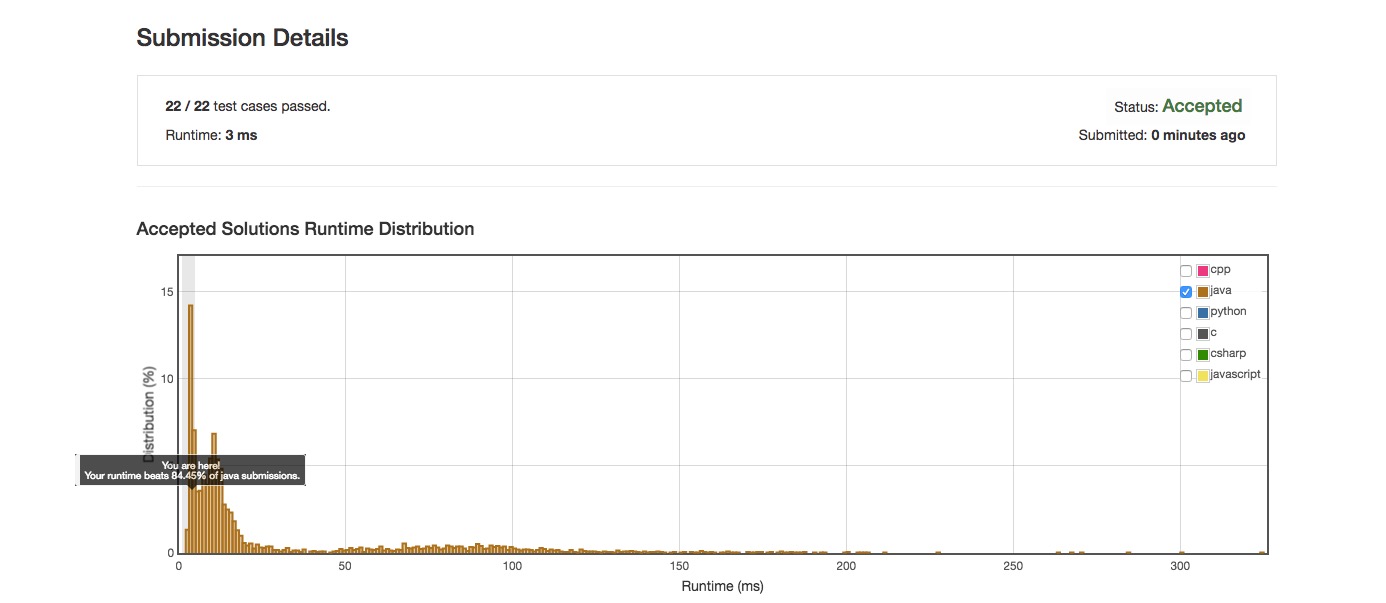 Submission Details
22 / 22 test cases passed.
Status: Accepted
Runtime: 3 ms
Submitted: 0 minutes ago
Accepted Solutions Runtime Distribution
cpp
java
python
c
csharp
javascript
Distribution (%)
15
10
0
You are here!
Your runtime beats 84.45% of java submissions.
0
50
100
150
200
250
300
Runtime (ms)